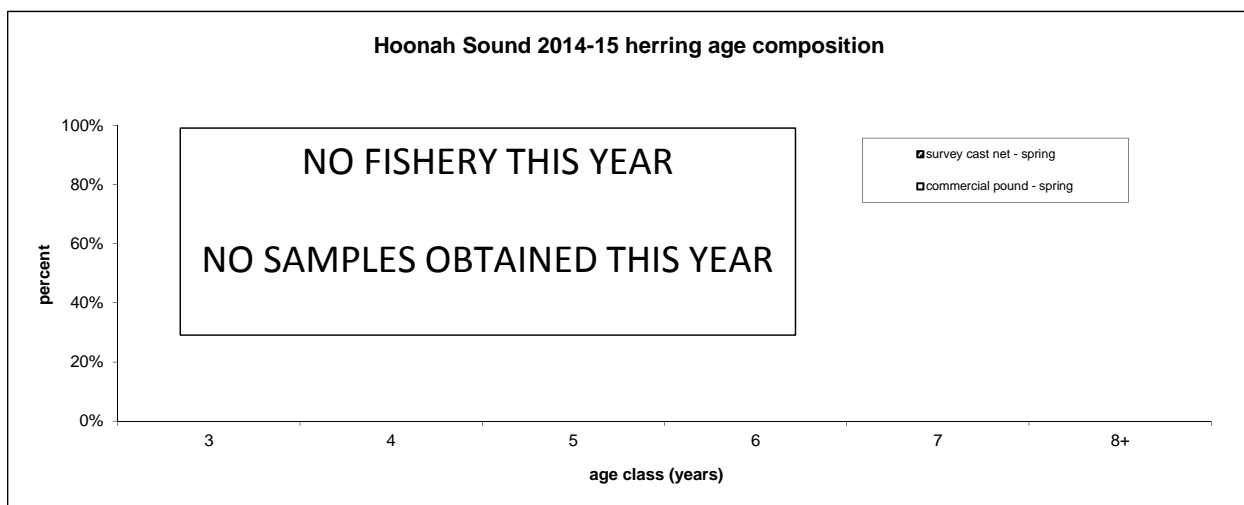 Hoonah Sound 2014-15 herring age composition
100%
80%
60%
40%
20%
0%
percent
NO FISHERY THIS YEAR
NO SAMPLES OBTAINED THIS YEAR
survey cast net - spring
commercial pound - spring
3 4 5 6 7 8+
age class (years)